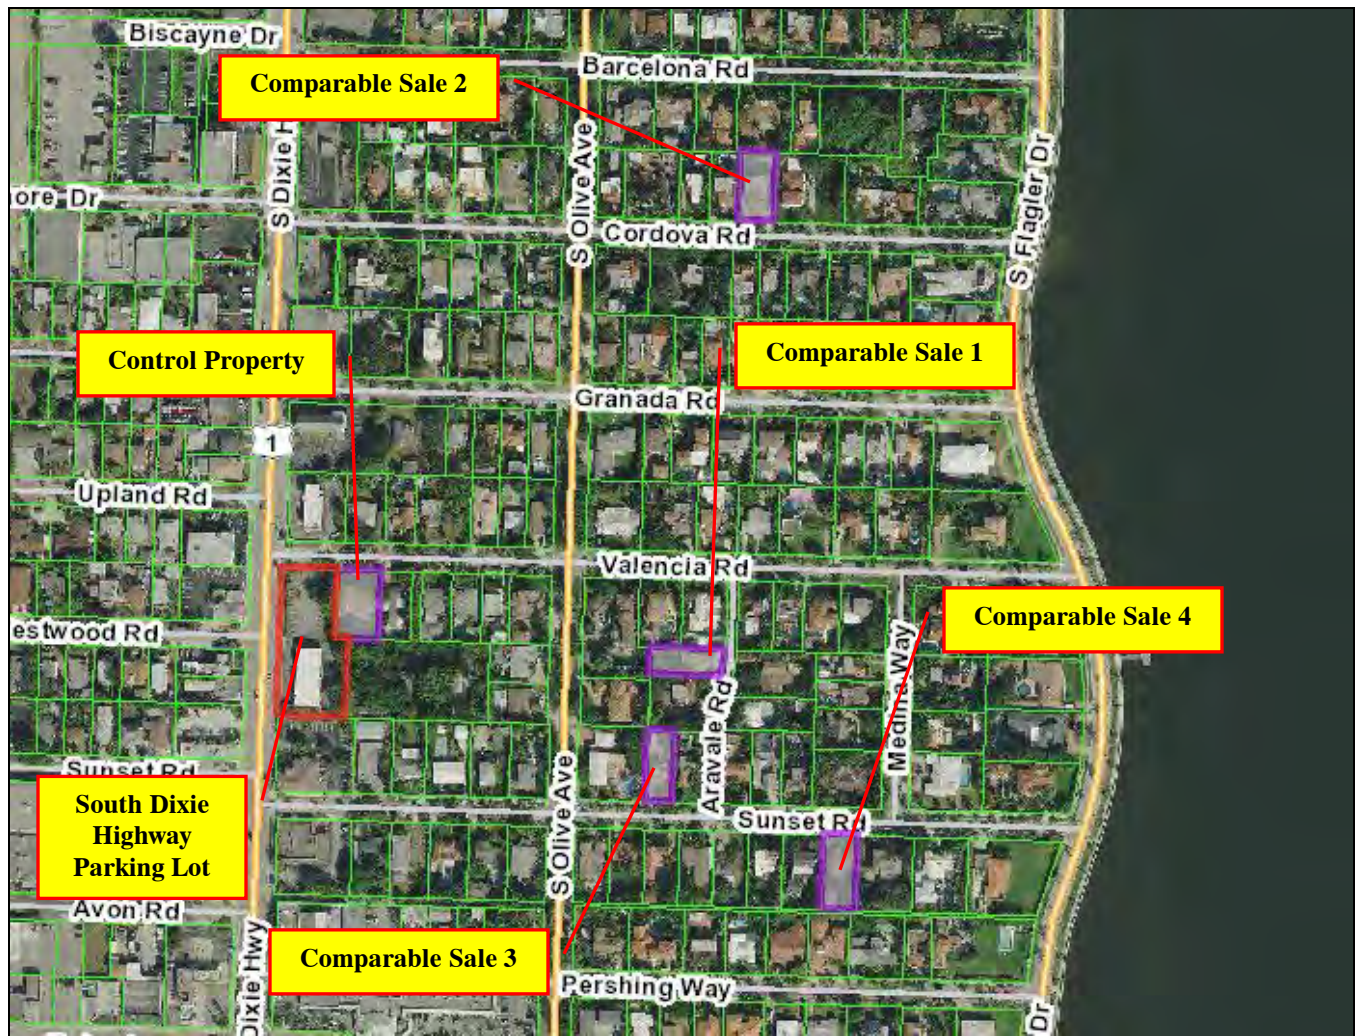 Biscayne Dr
Barcelona Rd
Comparable Sale 2
S Dixie H
S Olive Ave
S Flagler Dr
ore Dr
Cordova Rd
Control Property
Comparable Sale 1
Granada Rd
1
Upland Rd
Valencia Rd
Comparable Sale 4
estwood Rd
Medina Way
Aravale Rd
Sunset Rd
South Dixie
Highway
Parking Lot
S Olive Ave
Sunset Rd
Avon Rd
Dixie Hwy
Comparable Sale 3
Pershing Way
Dr